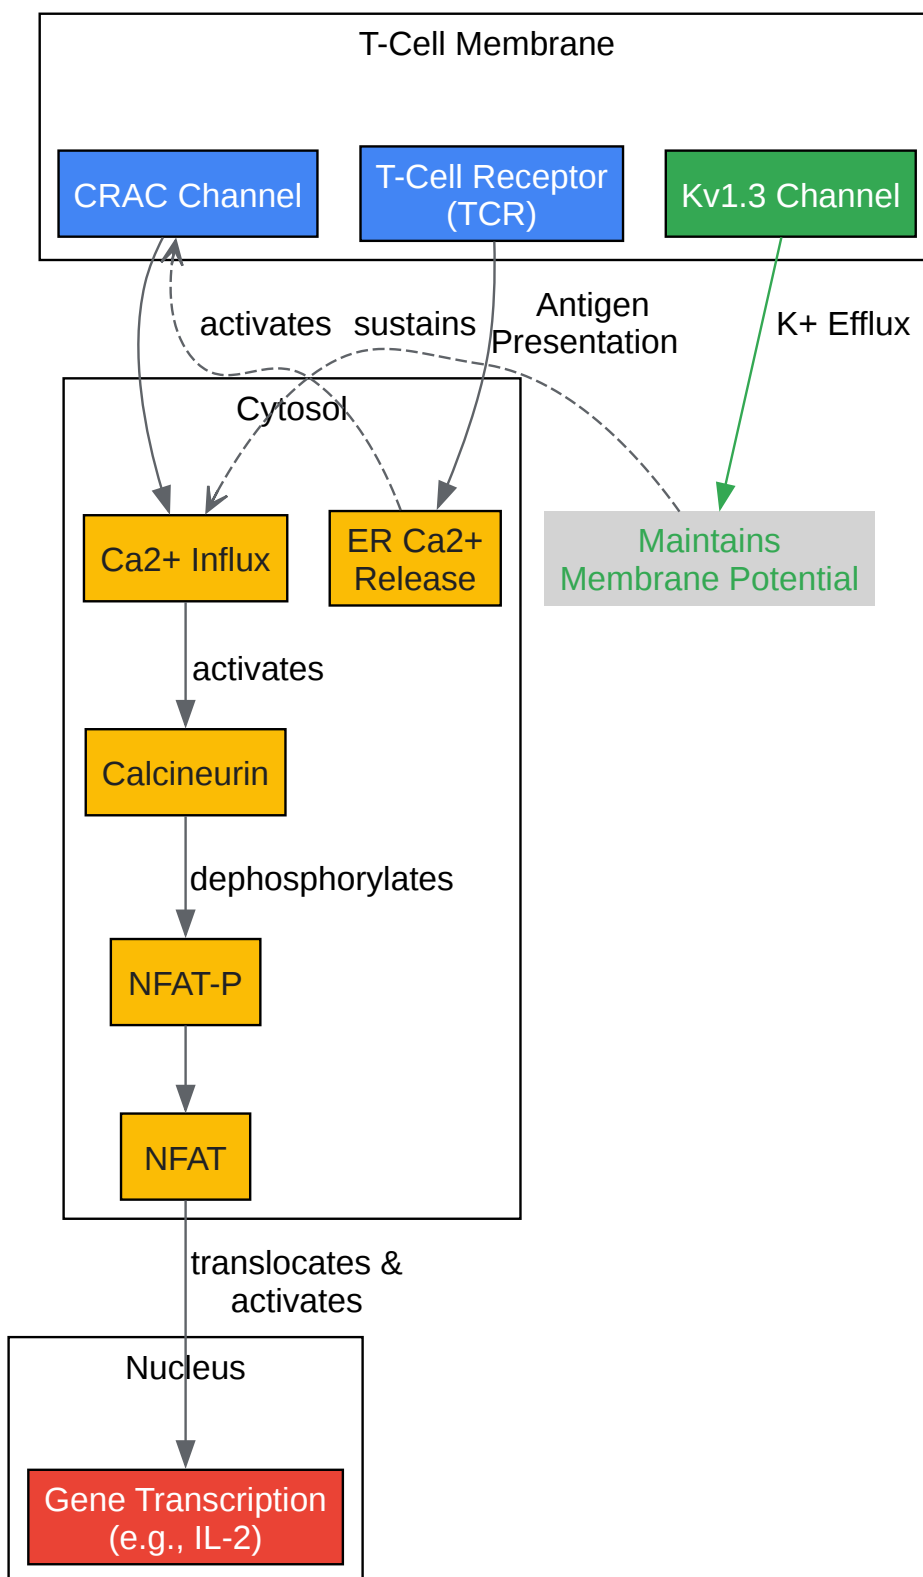 T-Cell Membrane
CRAC Channel
T-Cell Receptor
(TCR)
Kv1.3 Channel
activates
sustains
Antigen
Presentation
K+ Efflux
Cytosol
Ca2+ Influx
ER Ca2+
Release
Maintains
Membrane Potential
activates
Calcineurin
dephosphorylates
NFAT-P
NFAT
translocates &
activates
Nucleus
Gene Transcription
(e.g., IL-2)